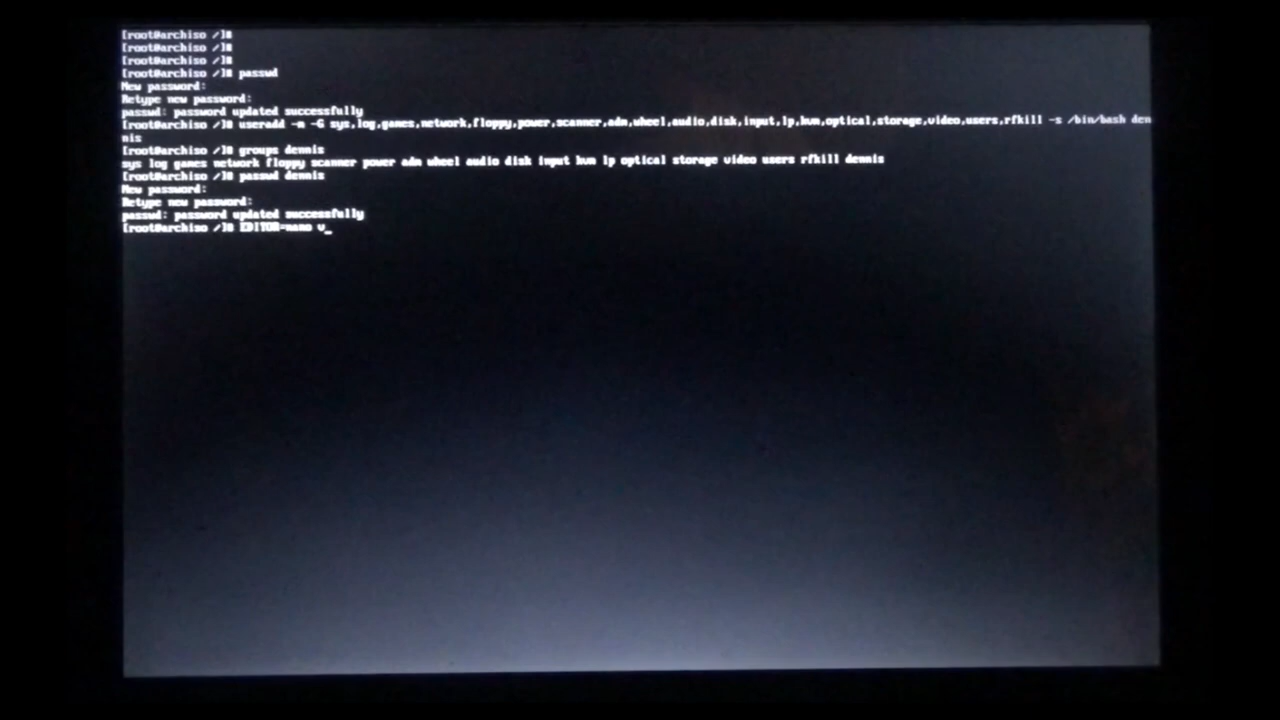 [root@archiso /]#
[root@archiso /]#
[root@archiso /]#
[root@archiso /]# passwd
New password:
Retype new password:
passwd: password updated successfully
[root@archiso /]# useradd -m -G sys,log,games,network,floppy,power,scanner,adm,wheel,audio,disk,input,lp,kvm,optical,storage,video,users,rfkill -s /bin/bash den
nis
[root@archiso /]# groups dennis
sys log games network floppy scanner power adm wheel audio disk input kvm lp optical storage video users rfkill dennis
[root@archiso /]# passwd dennis
New password:
Retype new password:
passwd: password updated successfully
[root@archiso /]# EDITOR=nano v_